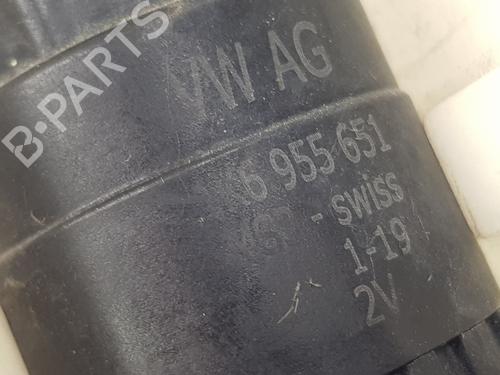 B-PARTS
VW AG
6 955 651
- swiss
1-19
2V